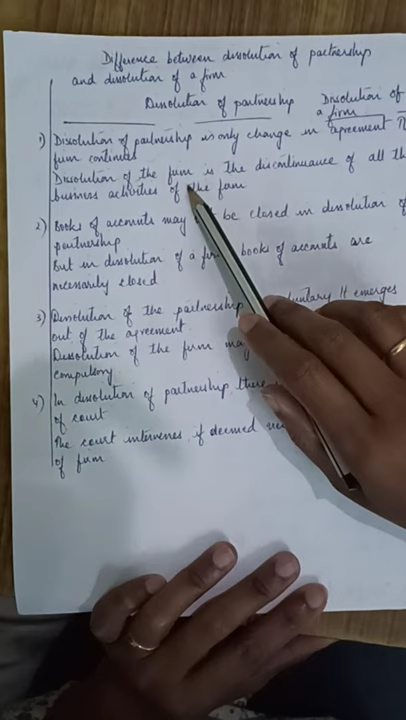 Difference between dissolution of partnership
and dissolution of a firm
Dissolution of partnership
Dissolution of
a firm
1) Dissolution of partnership is only change in agreement
firm continues
Dissolution of the firm is the discontinuance of all the
business activities of the firm
2) Books of accounts may be closed in dissolution of
partnership
But in dissolution of a firm books of accounts are
necessarily closed
3) Dissolution of the partnership It emerges
out of the agreement
Dissolution of the firm
compulsory
4) In dissolution of partnership there
of court
The court intervenes if deemed
of firm